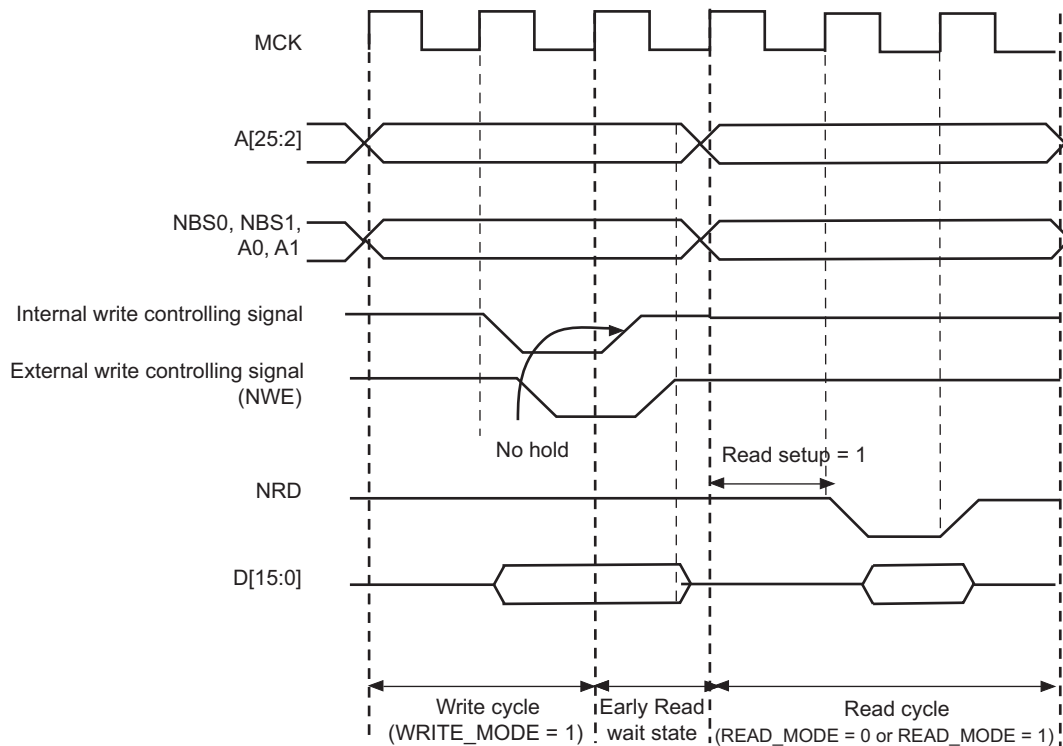 MCK
A[25:2]
NBS0, NBS1,
A0, A1
Internal write controlling signal
External write controlling signal
(NWE)
No hold
Read setup = 1
NRD
D[15:0]
Write cycle
(WRITE_MODE = 1)
Early Read
wait state
Read cycle
(READ_MODE = 0 or READ_MODE = 1)